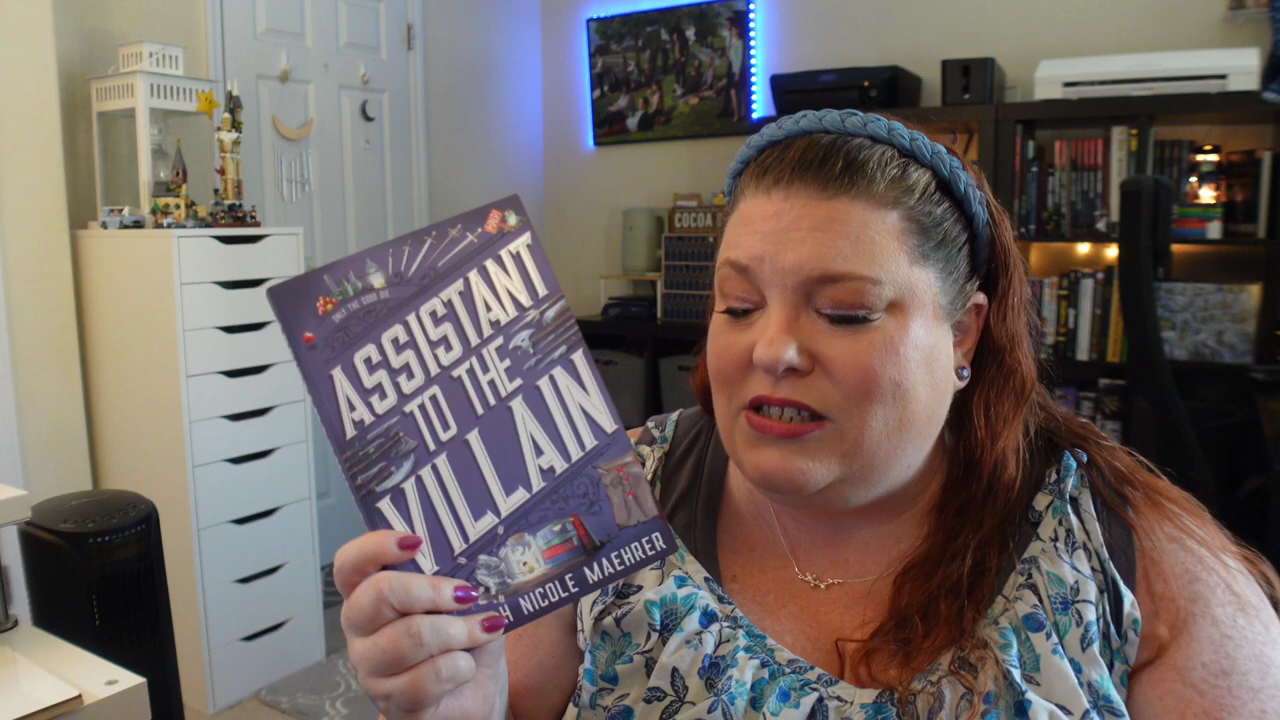 ONLY THE GOOD DIE
ASSISTANT
TO THE
VILLAIN
NICOLE MAEHRER
COCOA